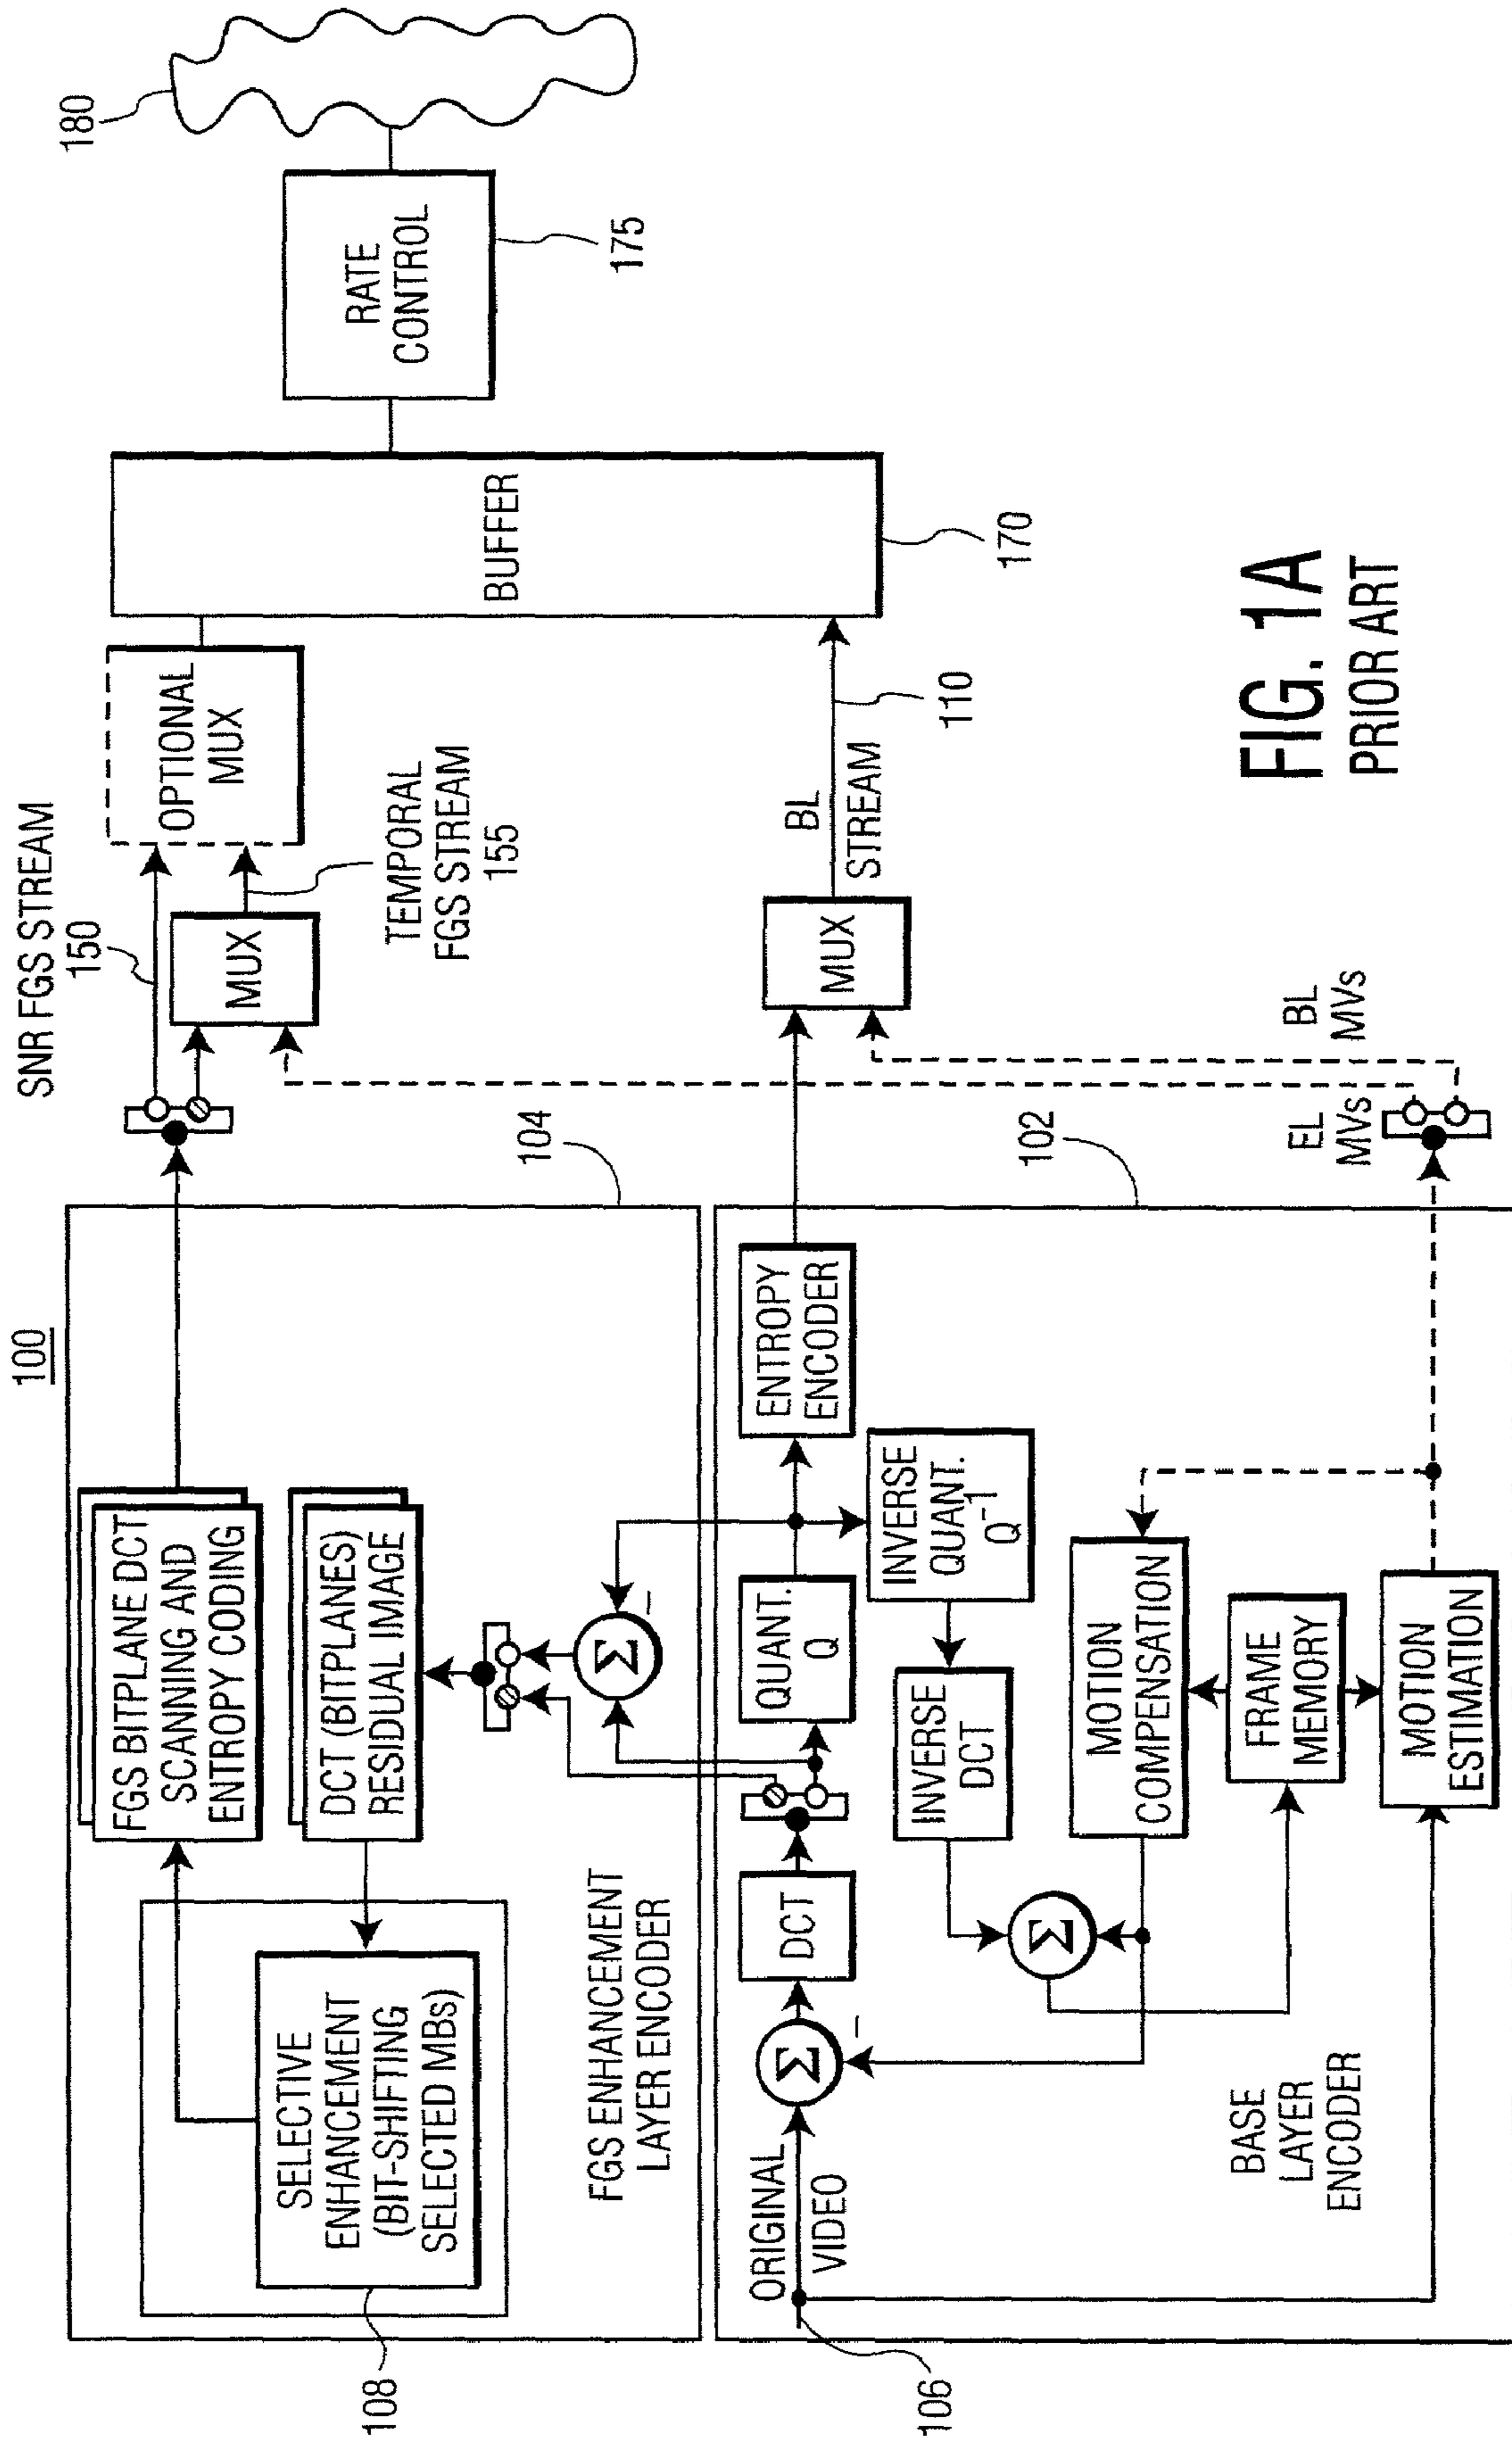 100
SELECTIVE
ENHANCEMENT
(BIT-SHIFTING
SELECTED MBs)
108
FGS BITPLANE DCT
SCANNING AND
ENTROPY CODING
DCT (BITPLANES)
RESIDUAL IMAGE
Σ
−
FGS ENHANCEMENT
LAYER ENCODER
104
SNR FGS STREAM
150
MUX
OPTIONAL
MUX
TEMPORAL
FGS STREAM
155
BUFFER
170
RATE
CONTROL
175
180
ORIGINAL
VIDEO
106
Σ
−
DCT
QUANT.
Q
ENTROPY
ENCODER
INVERSE
QUANT.
Q-1
INVERSE
DCT
Σ
MOTION
COMPENSATION
FRAME
MEMORY
MOTION
ESTIMATION
BASE
LAYER
ENCODER
102
EL
MVs
BL
MVs
MUX
BL
STREAM
110
FIG. 1A
PRIOR ART